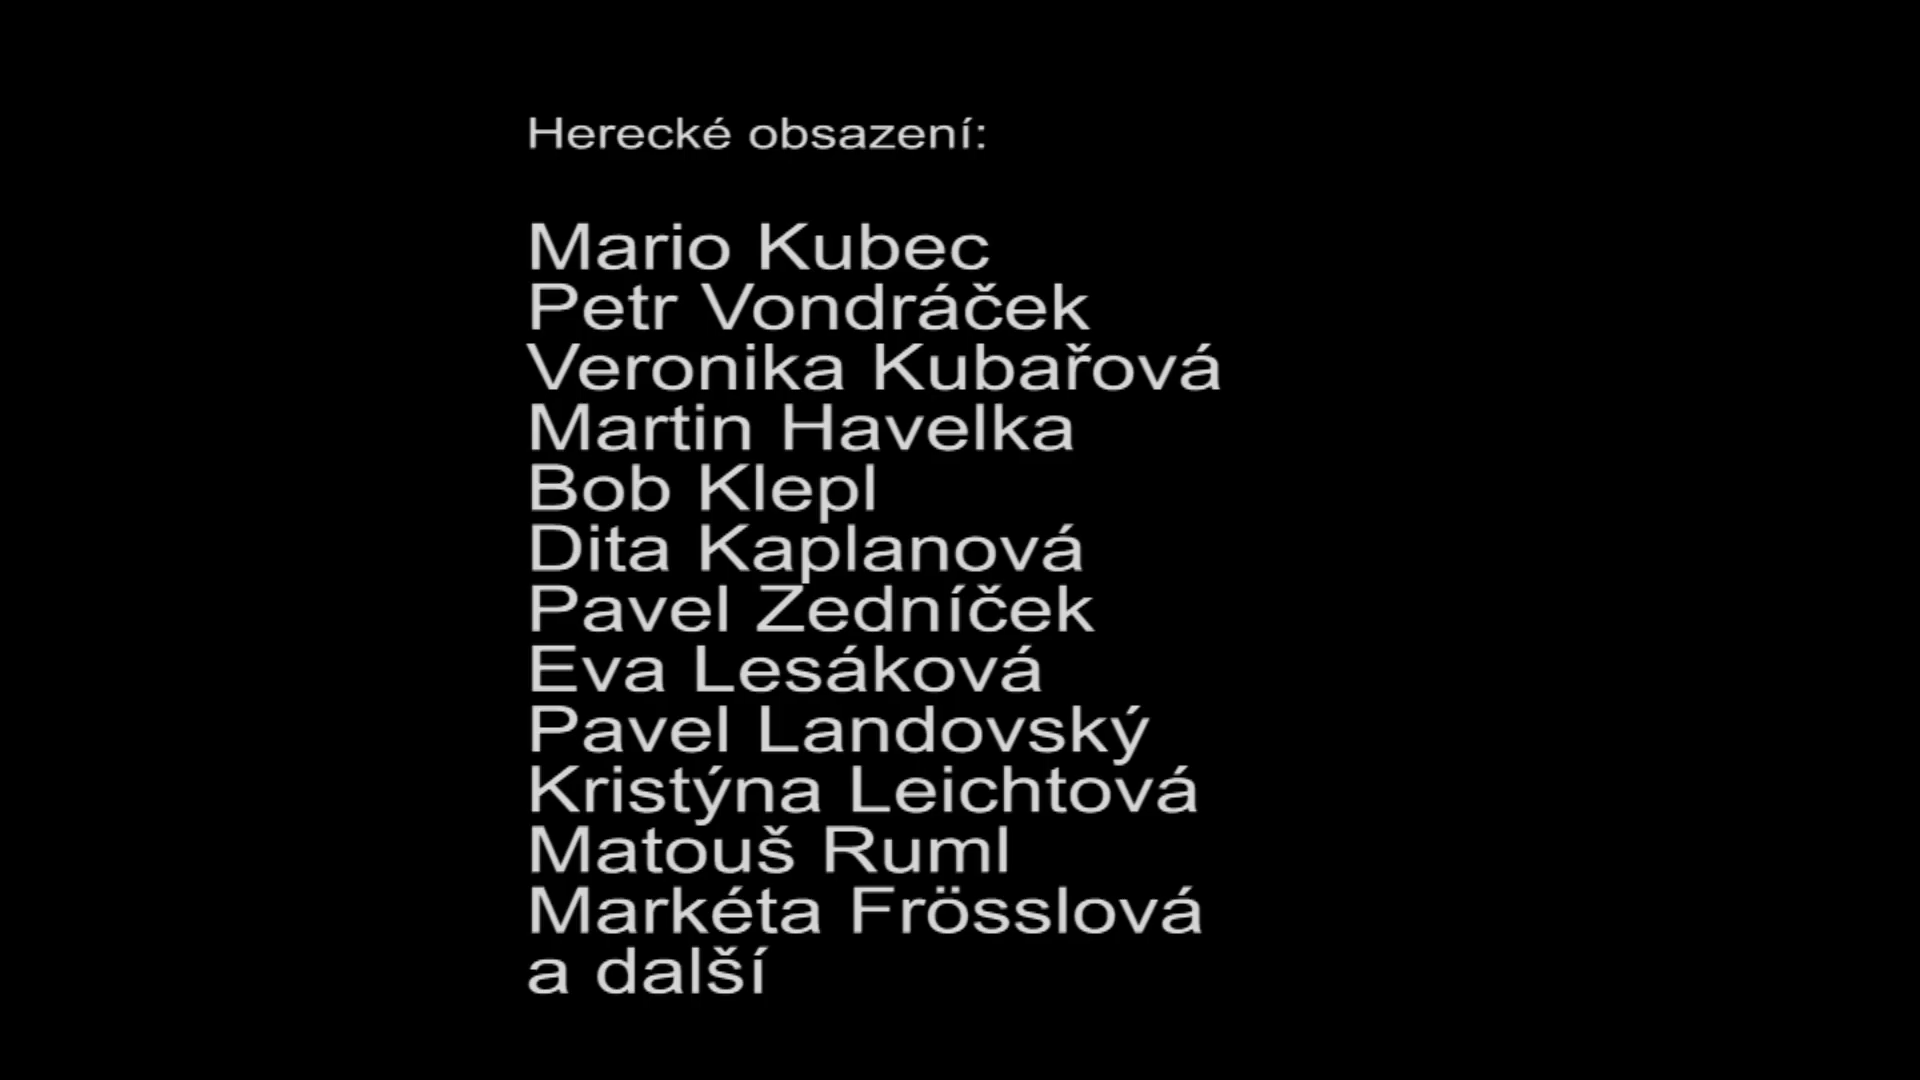 Herecké obsazení:
Mario Kubec
Petr Vondráček
Veronika Kubařová
Martin Havelka
Bob Klepl
Dita Kaplanová
Pavel Zedníček
Eva Lesáková
Pavel Landovský
Kristýna Leichtová
Matouš Ruml
Markéta Frösslová
a další